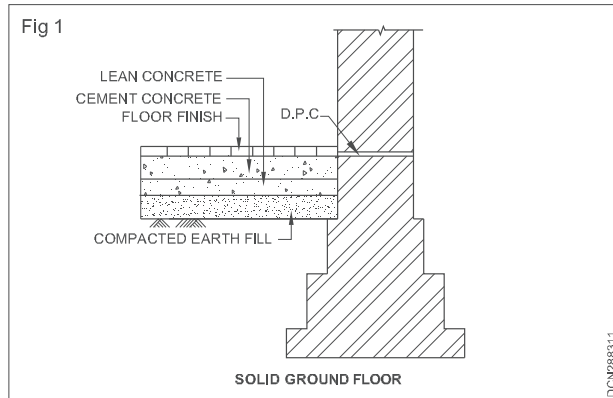 Fig 1
LEAN CONCRETE
CEMENT CONCRETE
FLOOR FINISH
D.P.C
COMPACTED EARTH FILL
SOLID GROUND FLOOR
DCN288311